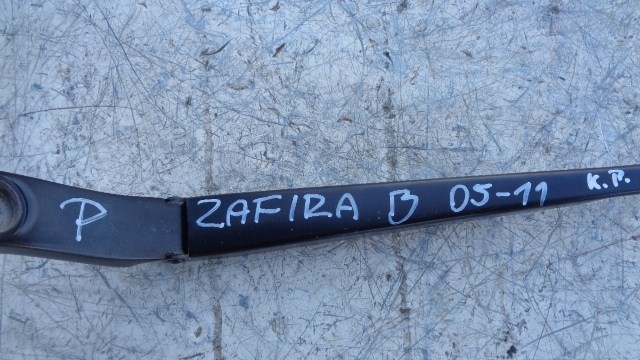 P ZAFIRA B 05-11 K.P.